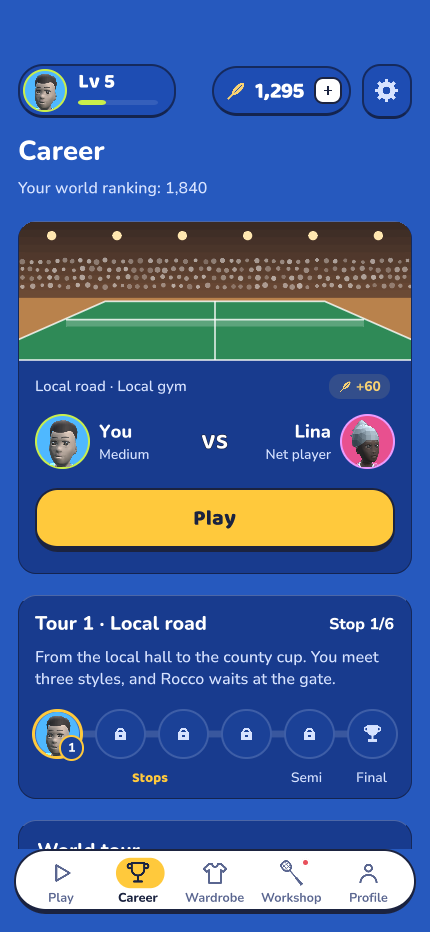 Lv 5
1,295
+
Career
Your world ranking: 1,840
Local road · Local gym
+60
You
Medium
VS
Lina
Net player
Play
Tour 1 · Local road
Stop 1/6
From the local hall to the county cup. You meet
three styles, and Rocco waits at the gate.
1
Stops
Semi
Final
World tour
Play
Career
Wardrobe
Workshop
Profile